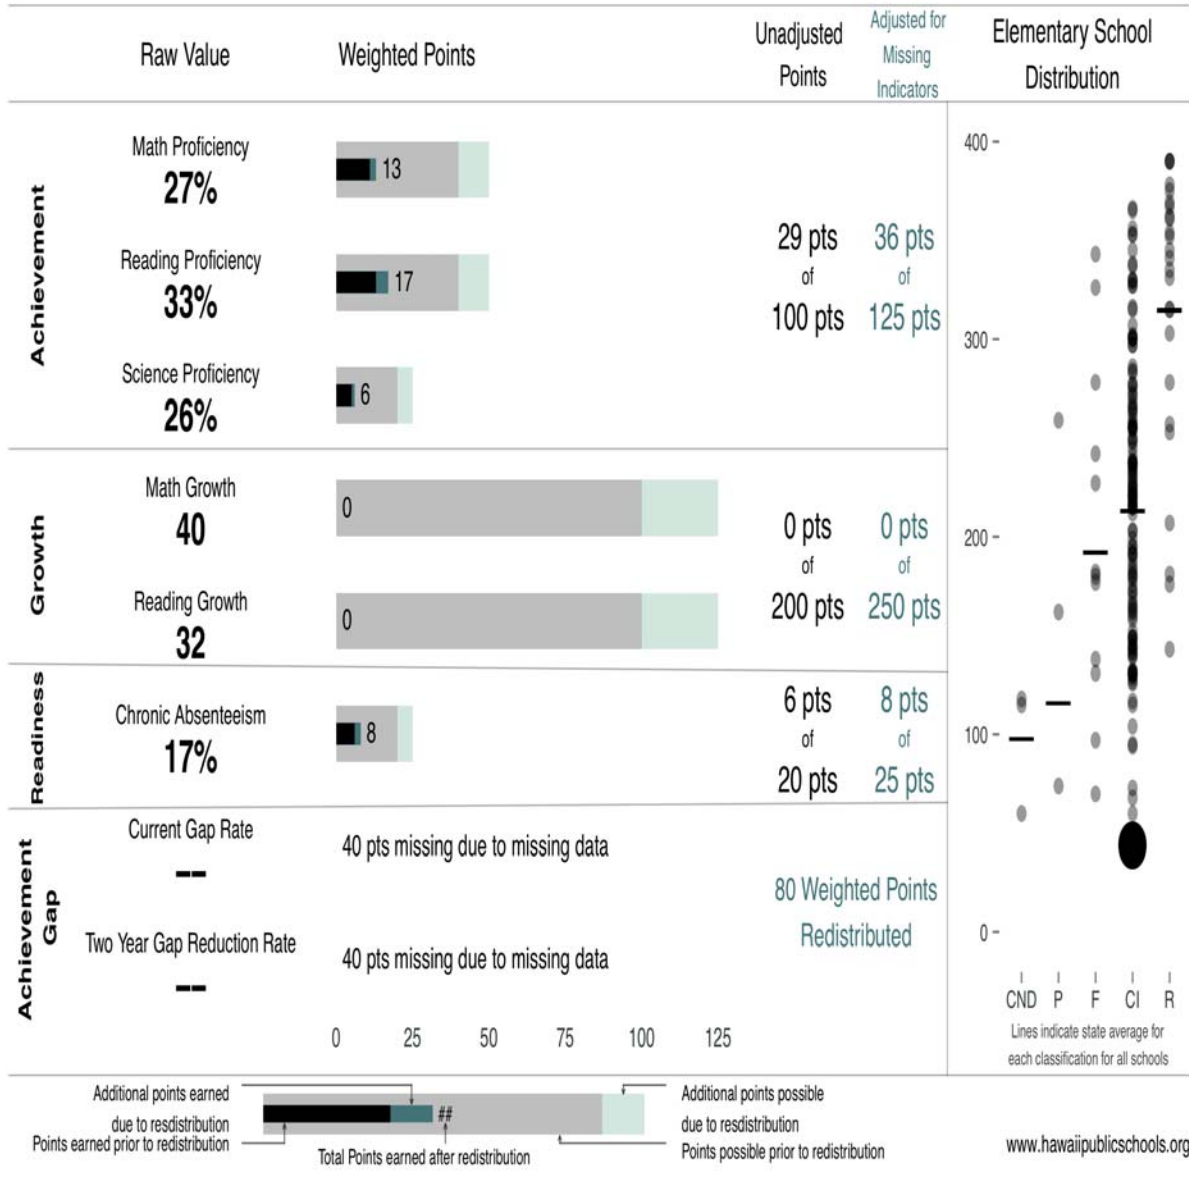 Raw Value
Weighted Points
Unadjusted
Points
Adjusted for
Missing
Indicators
Elementary School
Distribution
Achievement
Math Proficiency
27%
13
Reading Proficiency
33%
17
Science Proficiency
26%
6
29 pts
of
100 pts
36 pts
of
125 pts
Growth
Math Growth
40
0
Reading Growth
32
0
0 pts
of
200 pts
0 pts
of
250 pts
Readiness
Chronic Absenteeism
17%
8
6 pts
of
20 pts
8 pts
of
25 pts
Achievement
Gap
Current Gap Rate
--
40 pts missing due to missing data
Two Year Gap Reduction Rate
--
40 pts missing due to missing data
80 Weighted Points
Redistributed
0 25 50 75 100 125
400
300
200
100
0
CND P F CI R
Lines indicate state average for
each classification for all schools
Additional points earned
due to resdistribution
Points earned prior to redistribution
##
Total Points earned after redistribution
Additional points possible
due to resdistribution
Points possible prior to redistribution
www.hawaiipublicschools.org